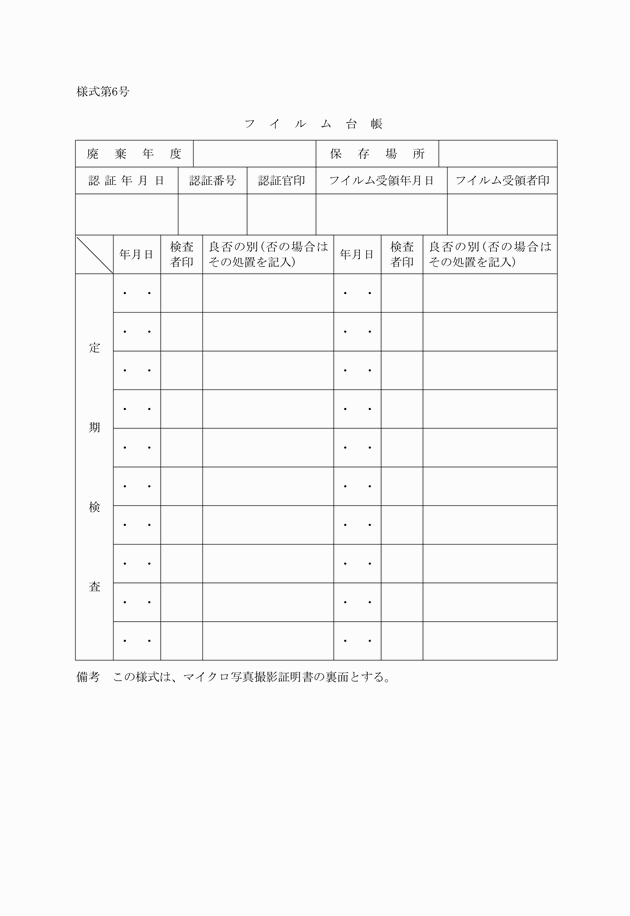 様式第6号
フイルム台帳
廃棄年度 保存場所
認証年月日 認証番号 認証官印 フイルム受領年月日 フイルム受領者印
年月日 検査者印 良否の別(否の場合はその処置を記入) 年月日 検査者印 良否の別(否の場合はその処置を記入)
定期検査
・ ・ ・ ・
・ ・ ・ ・
・ ・ ・ ・
・ ・ ・ ・
・ ・ ・ ・
・ ・ ・ ・
・ ・ ・ ・
・ ・ ・ ・
・ ・ ・ ・
・ ・ ・ ・
備考 この様式は、マイクロ写真撮影証明書の裏面とする。